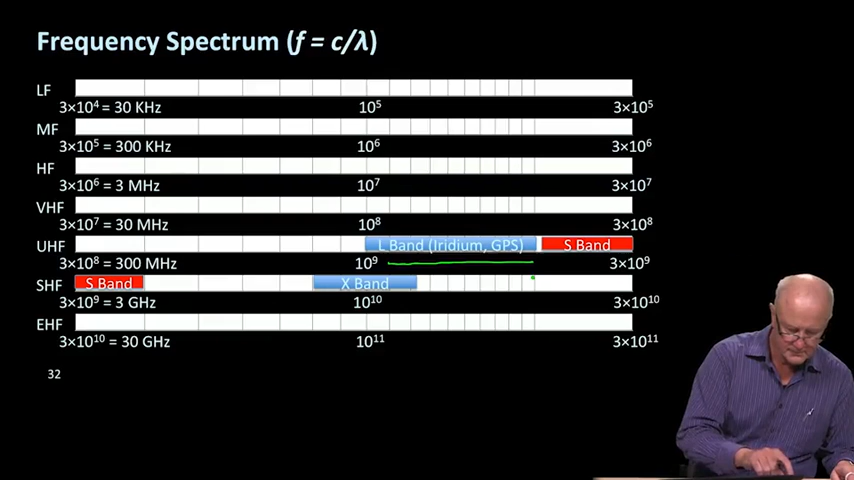 Frequency Spectrum (f = c/λ)
LF
3×10⁴ = 30 KHz 10⁵ 3×10⁵
MF
3×10⁵ = 300 KHz 10⁶ 3×10⁶
HF
3×10⁶ = 3 MHz 10⁷ 3×10⁷
VHF
3×10⁷ = 30 MHz 10⁸ 3×10⁸
UHF L Band (Iridium, GPS) S Band
3×10⁸ = 300 MHz 10⁹ 3×10⁹
SHF S Band X Band
3×10⁹ = 3 GHz 10¹⁰ 3×10¹⁰
EHF
3×10¹⁰ = 30 GHz 10¹¹ 3×10¹¹
32